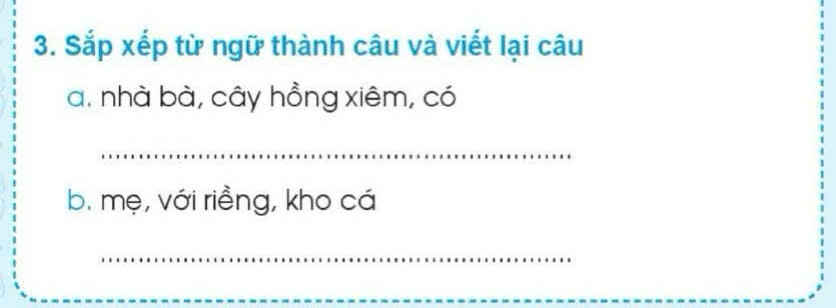 3. Sắp xếp từ ngữ thành câu và viết lại câu
a. nhà bà, cây hồng xiêm, có
b. mẹ, với riềng, kho cá